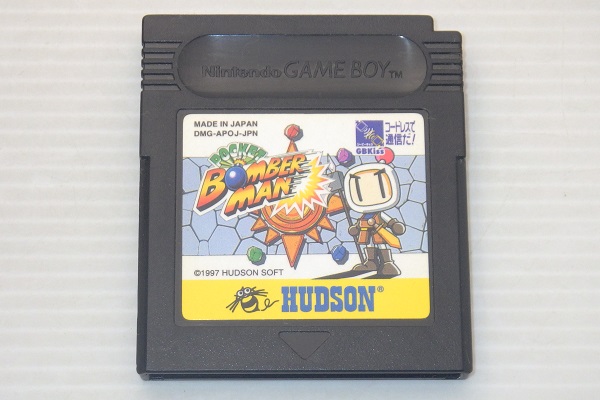 Nintendo GAME BOY™
MADE IN JAPAN
DMG-APOJ-JPN
コードレスで
通信だ!
GBKiss
POCKET
BOMBER
MAN
©1997 HUDSON SOFT
HUDSON®